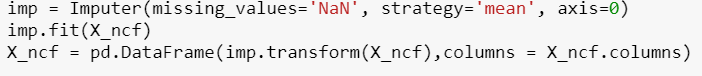 imp = Imputer(missing_values='NaN', strategy='mean', axis=0)
imp.fit(X_ncf)
X_ncf = pd.DataFrame(imp.transform(X_ncf),columns = X_ncf.columns)